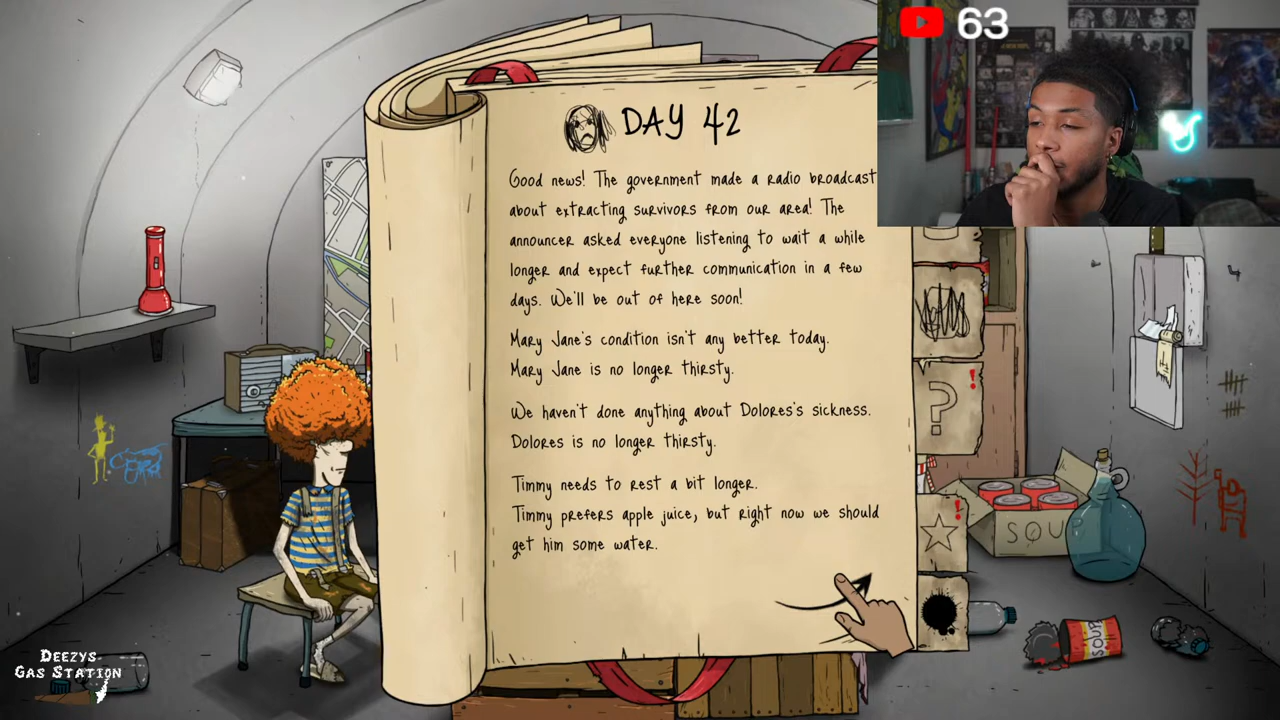 63
DAY 42
Good news! The government made a radio broadcast
about extracting survivors from our area! The
announcer asked everyone listening to wait a while
longer and expect further communication in a few
days. We'll be out of here soon!
Mary Jane's condition isn't any better today.
Mary Jane is no longer thirsty.
We haven't done anything about Dolores's sickness.
Dolores is no longer thirsty.
Timmy needs to rest a bit longer.
Timmy prefers apple juice, but right now we should
get him some water.
?
!
!
SOU
SOUP
DEEZYS
GAS STATION